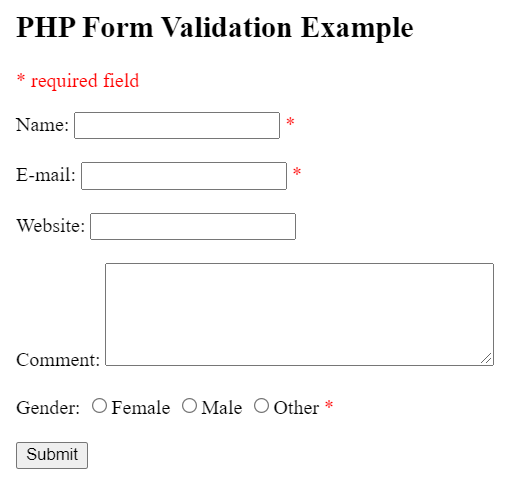 PHP Form Validation Example
* required field
Name: *
E-mail: *
Website:
Comment:
Gender: Female Male Other *
Submit